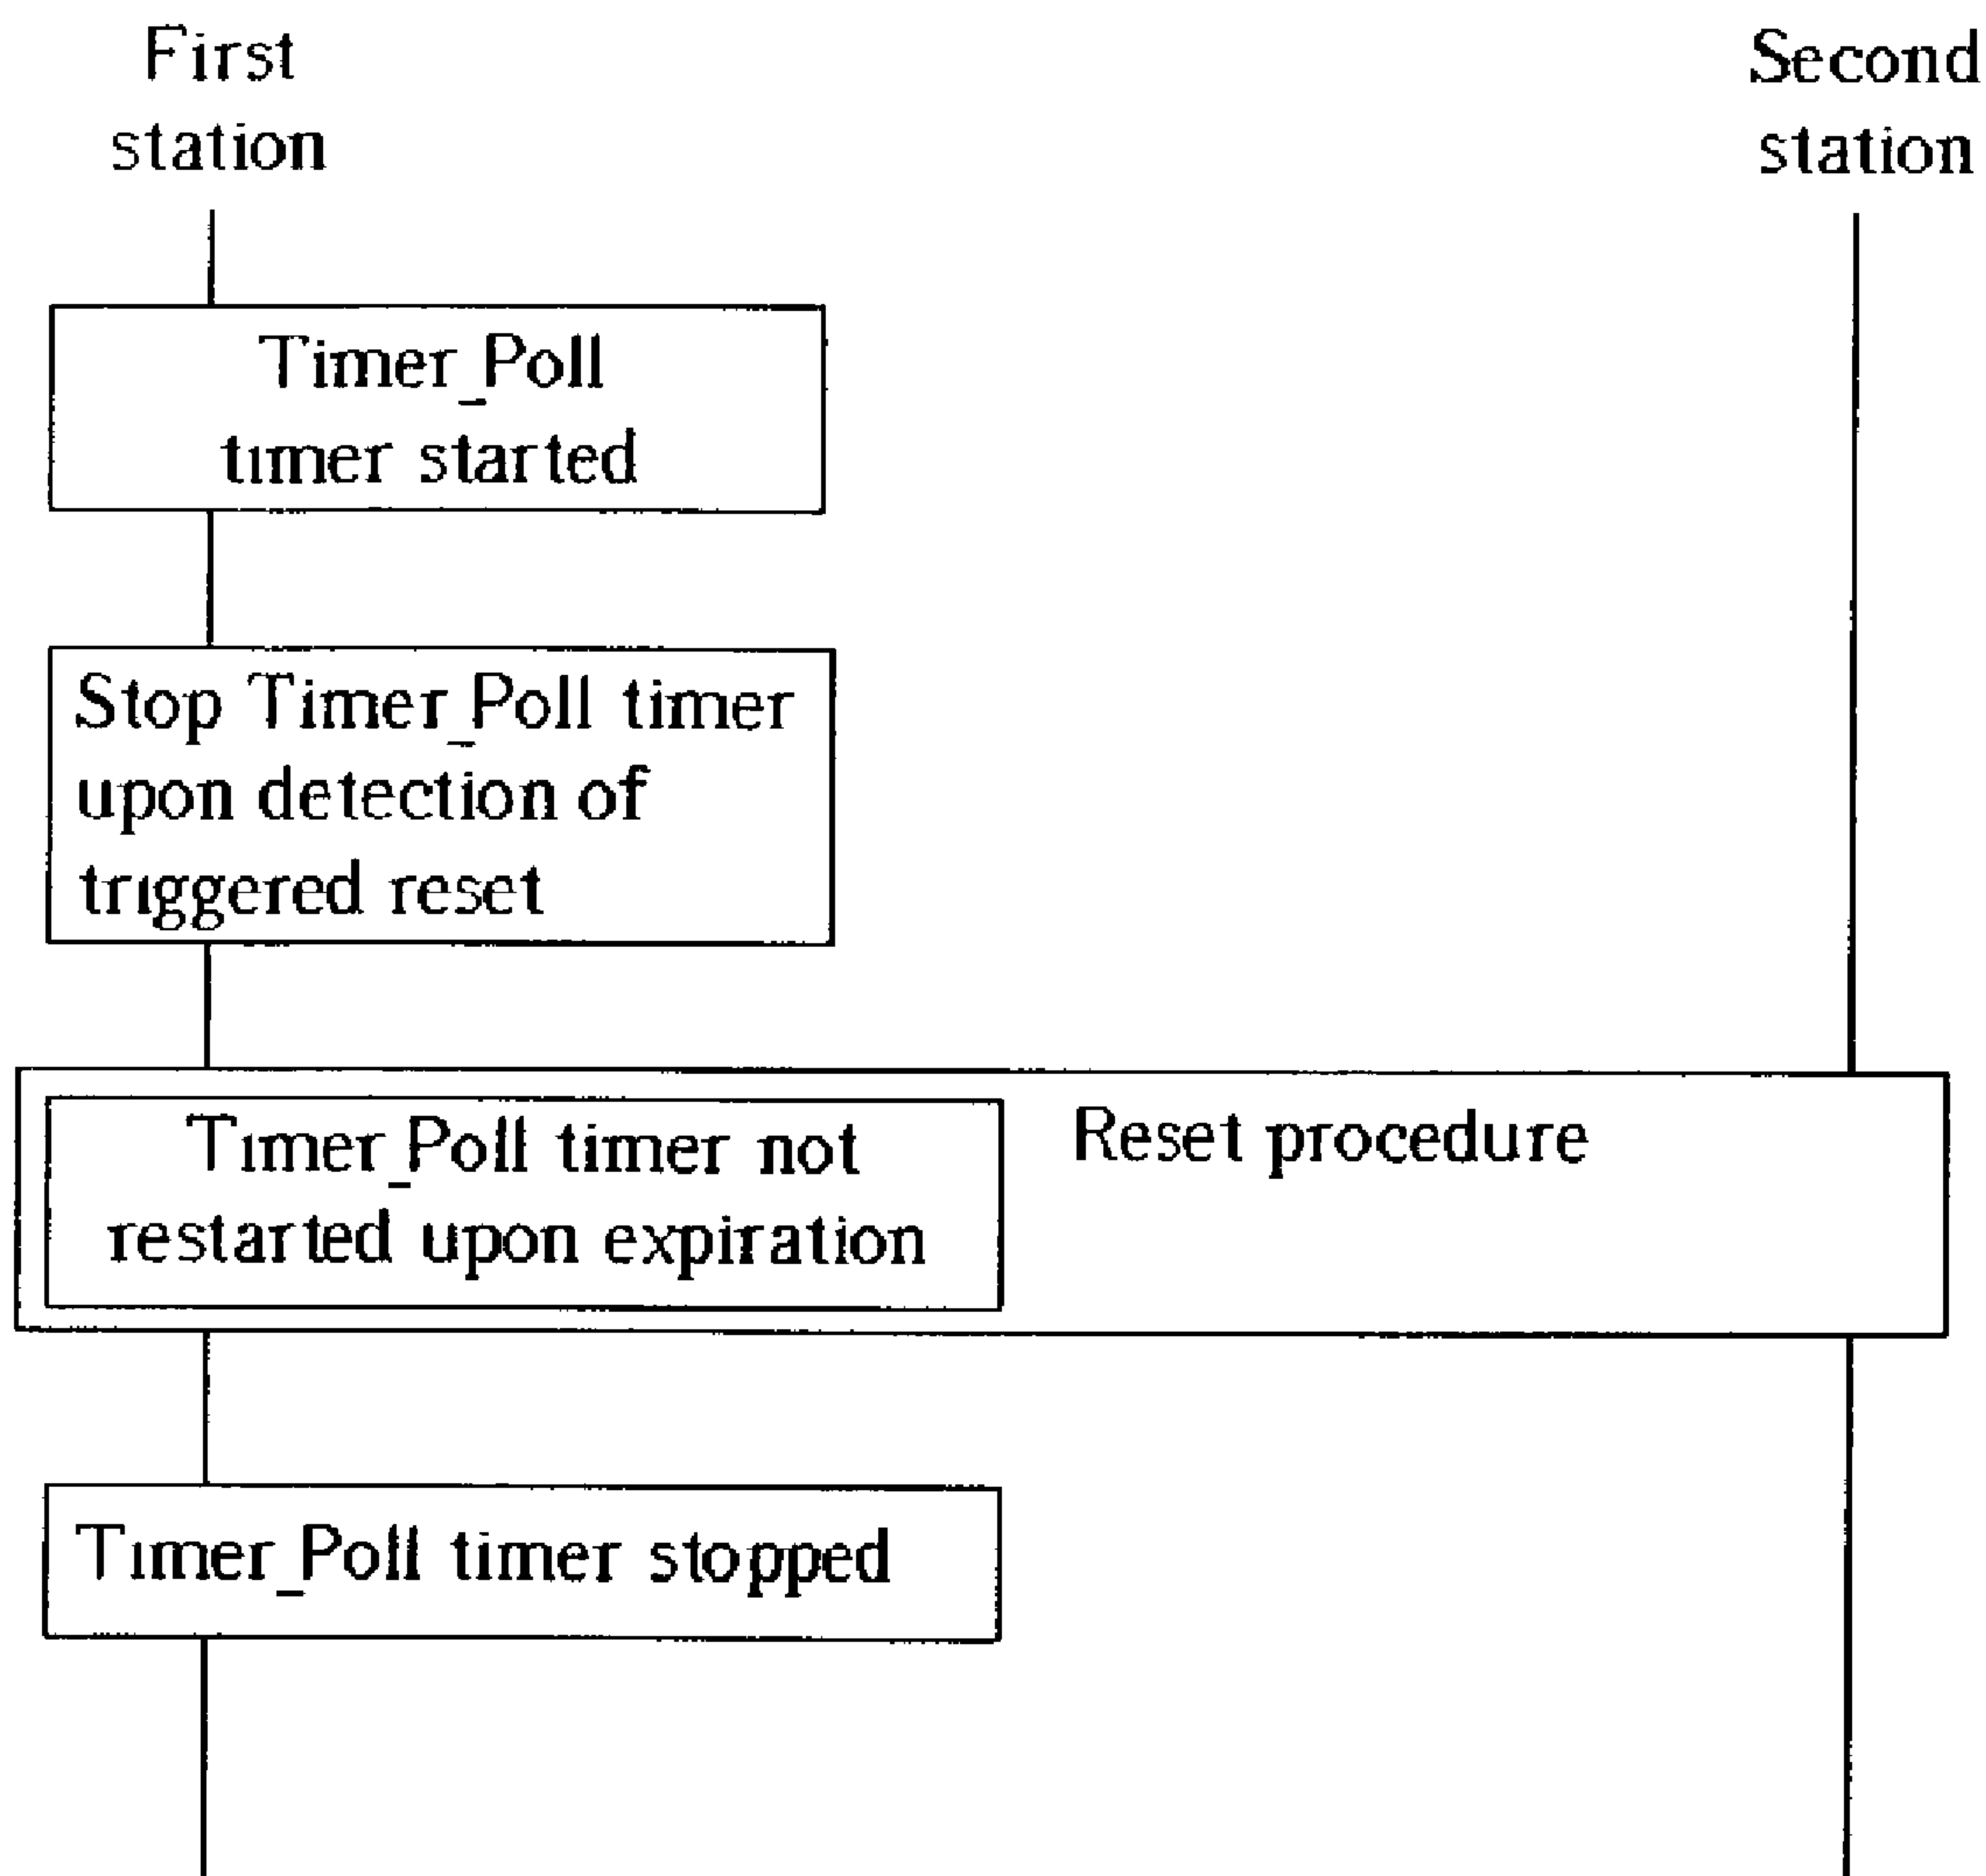 First
station
Second
station
Timer_Poll
timer started
Stop Timer_Poll timer
upon detection of
triggered reset
Timer_Poll timer not
restarted upon expiration
Reset procedure
Timer_Poll timer stopped